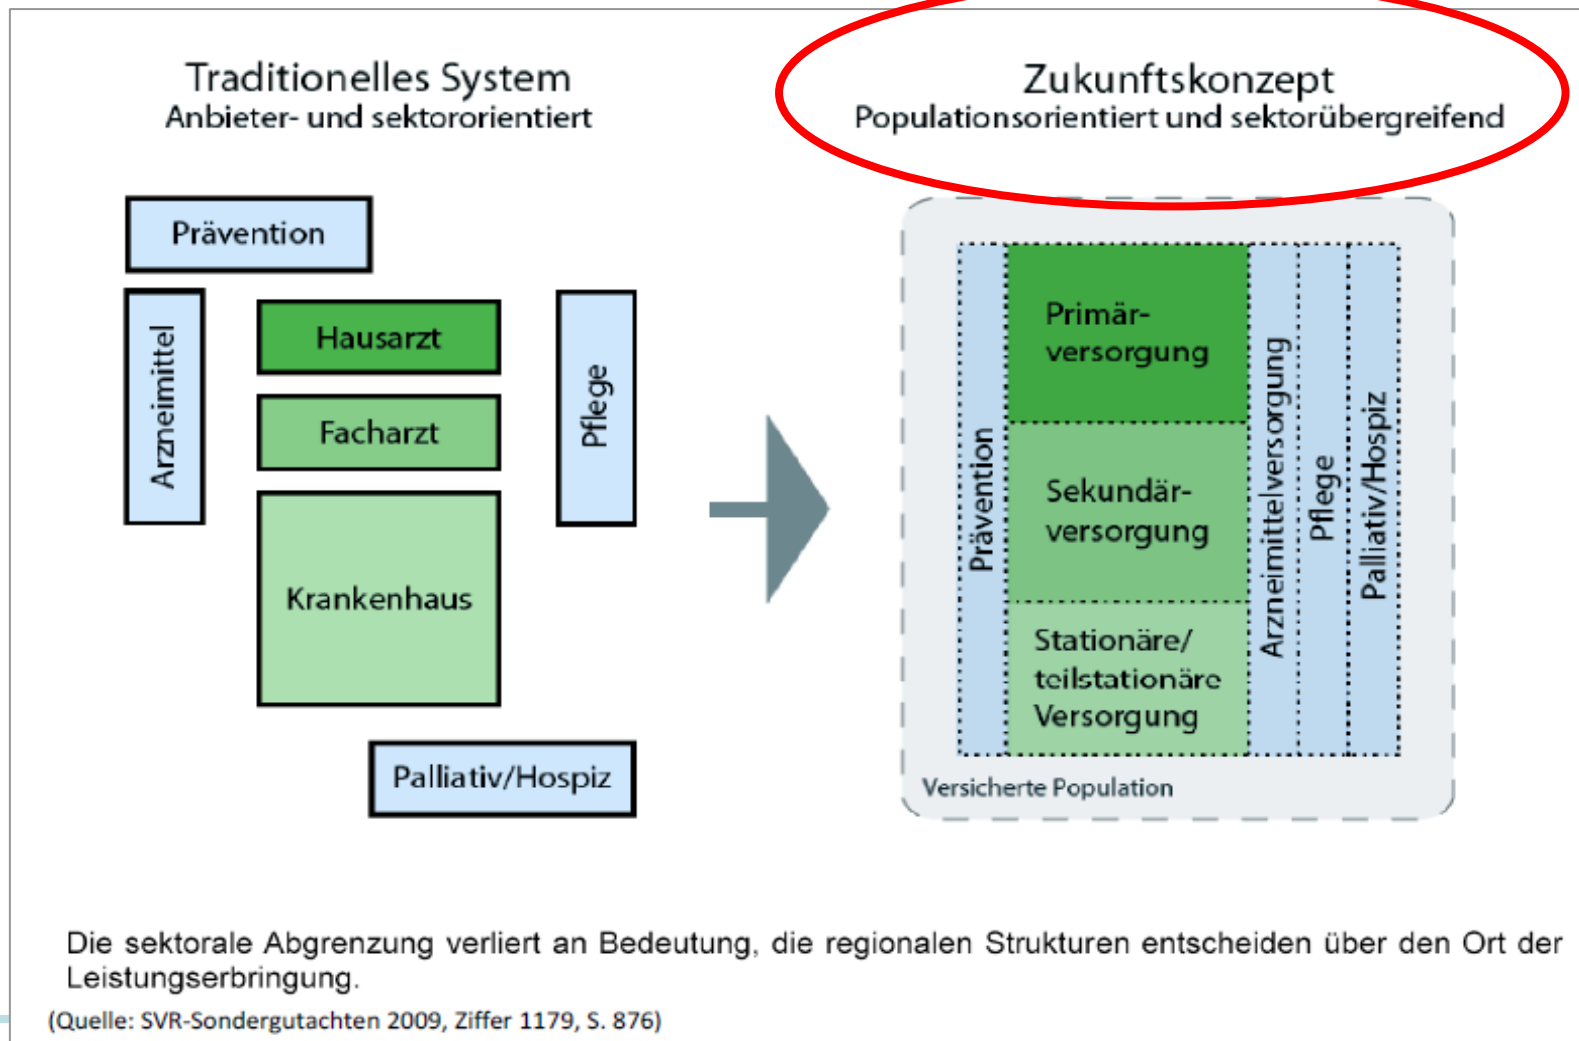 Traditionelles System
Anbieter- und sektororientiert
Prävention
Arzneimittel
Hausarzt
Facharzt
Krankenhaus
Pflege
Palliativ/Hospiz
Zukunftskonzept
Populationsorientiert und sektorübergreifend
Prävention
Primär-
versorgung
Sekundär-
versorgung
Stationäre/
teilstationäre
Versorgung
Arzneimittelversorgung
Pflege
Palliativ/Hospiz
Versicherte Population
Die sektorale Abgrenzung verliert an Bedeutung, die regionalen Strukturen entscheiden über den Ort der
Leistungserbringung.
(Quelle: SVR-Sondergutachten 2009, Ziffer 1179, S. 876)